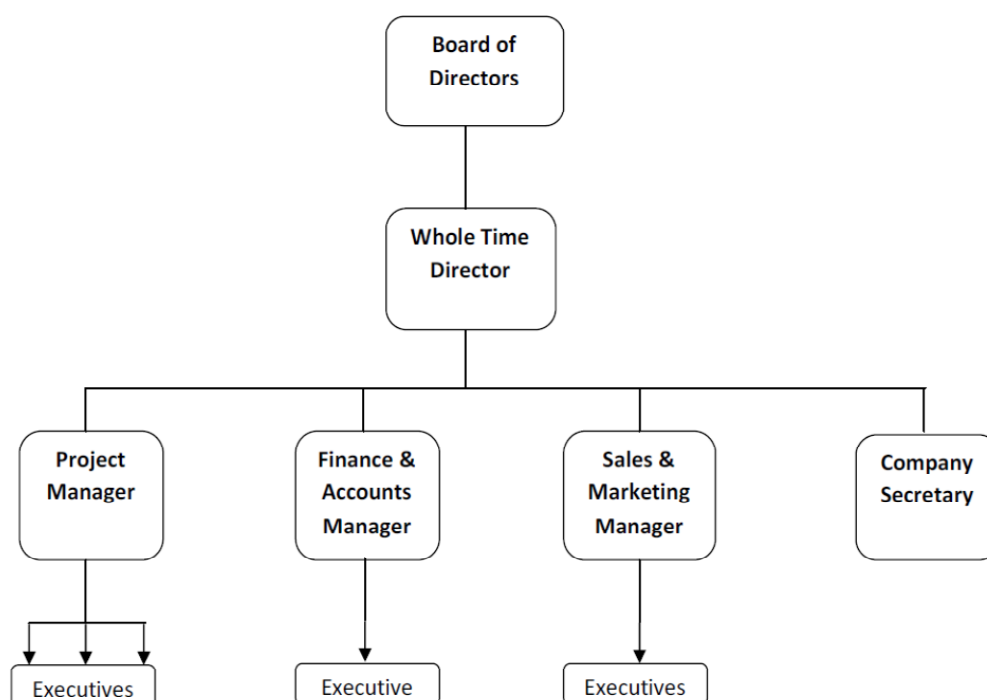 Board of
Directors
Whole Time
Director
Project
Manager
Finance &
Accounts
Manager
Sales &
Marketing
Manager
Company
Secretary
Executives
Executive
Executives